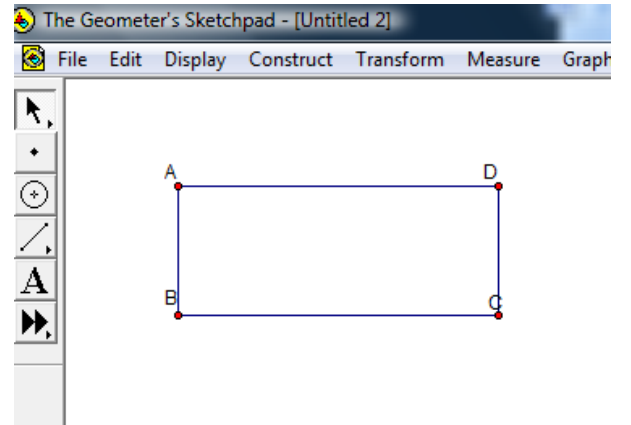 The Geometer's Sketchpad - [Untitled 2]
File Edit Display Construct Transform Measure Graph
A D
A
B C